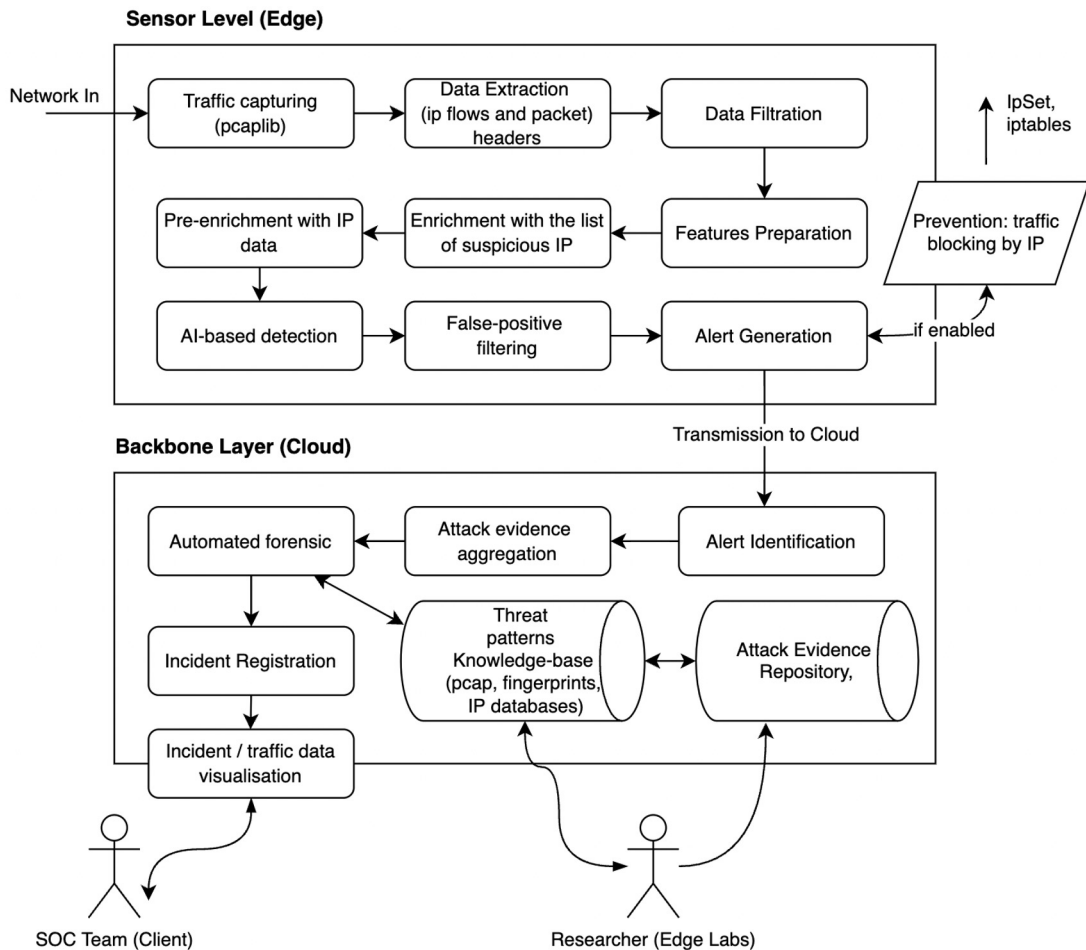 Sensor Level (Edge)
Network In
Traffic capturing
(pcaplib)
Data Extraction
(ip flows and packet)
headers
Data Filtration
IpSet,
iptables
Pre-enrichment with IP
data
Enrichment with the list
of suspicious IP
Features Preparation
Prevention: traffic
blocking by IP
AI-based detection
False-positive
filtering
Alert Generation
if enabled
Transmission to Cloud
Backbone Layer (Cloud)
Automated forensic
Attack evidence
aggregation
Alert Identification
Incident Registration
Threat
patterns
Knowledge-base
(pcap, fingerprints,
IP databases)
Attack Evidence
Repository,
Incident / traffic data
visualisation
SOC Team (Client)
Researcher (Edge Labs)